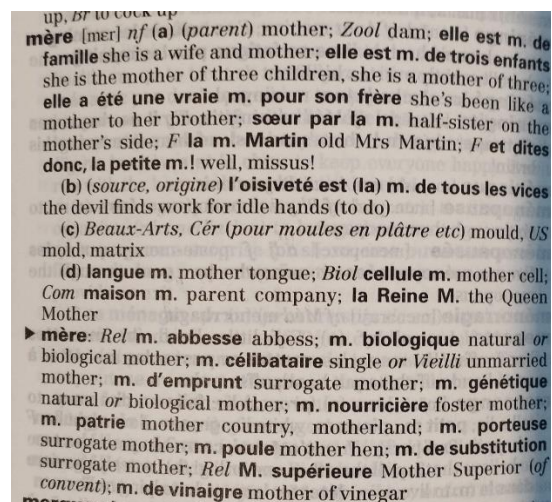 up, Br to cock up
mère [mɛr] nf (a) (parent) mother; Zool dam; elle est m. de
famille she is a wife and mother; elle est m. de trois enfants
she is the mother of three children, she is a mother of three;
elle a été une vraie m. pour son frère she's been like a
mother to her brother; sœur par la m. half-sister on the
mother's side; F la m. Martin old Mrs Martin; F et dites
donc, la petite m.! well, missus!
(b) (source, origine) l'oisiveté est (la) m. de tous les vices
the devil finds work for idle hands (to do)
(c) Beaux-Arts, Cér (pour moules en plâtre etc) mould, US
mold, matrix
(d) langue m. mother tongue; Biol cellule m. mother cell;
Com maison m. parent company; la Reine M. the Queen
Mother
▶ mère: Rel m. abbesse abbess; m. biologique natural or
biological mother; m. célibataire single or Vieilli unmarried
mother; m. d'emprunt surrogate mother; m. génétique
natural or biological mother; m. nourricière foster mother;
m. patrie mother country, motherland; m. porteuse
surrogate mother; m. poule mother hen; m. de substitution
surrogate mother; Rel M. supérieure Mother Superior (of
convent); m. de vinaigre mother of vinegar